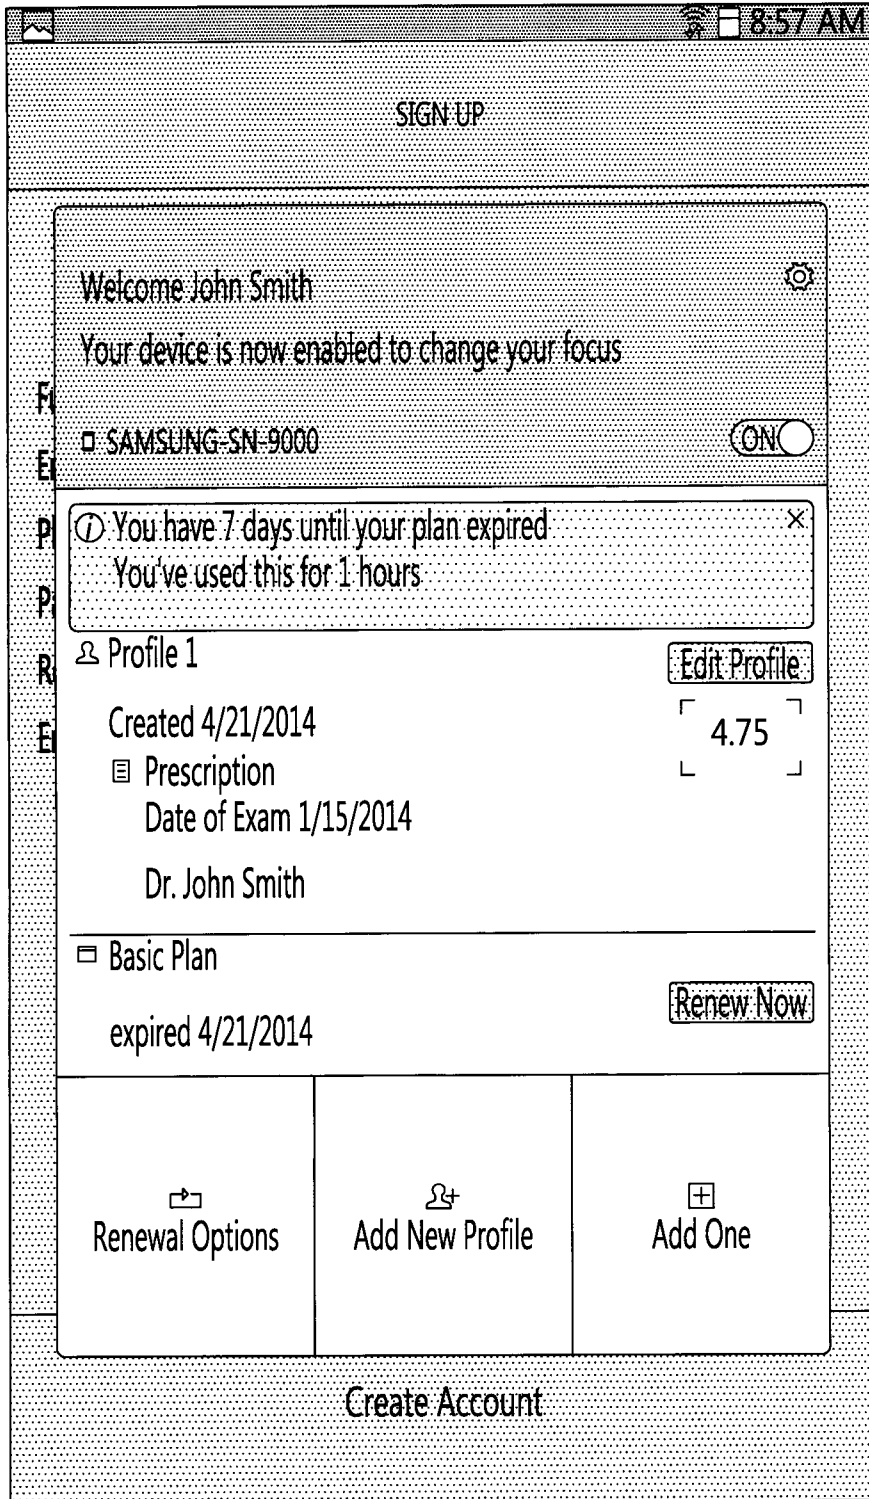 8:57 AM
SIGN UP
Welcome John Smith
Your device is now enabled to change your focus
SAMSUNG-SN-9000
ON
You have 7 days until your plan expired
You've used this for 1 hours
Profile 1
Edit Profile
Created 4/21/2014
4.75
Prescription
Date of Exam 1/15/2014
Dr. John Smith
Basic Plan
Renew Now
expired 4/21/2014
Renewal Options
Add New Profile
Add One
Create Account